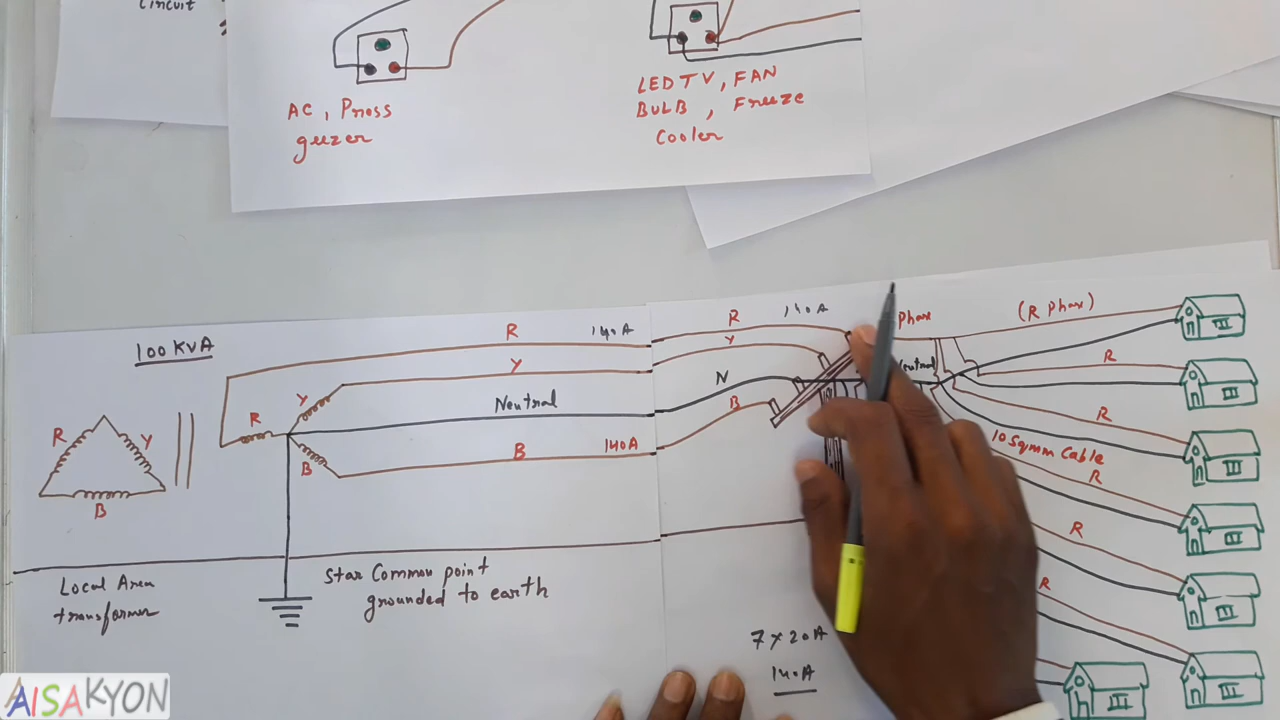 Circuit
AC, Prress
geezer
LED TV, FAN
BULB, Freeze
Cooler
100 KVA
R
Y
B
R
Y
B
R
140A
Y
Neutral
B
140A
R
140A
Y
N
B
Phase
Neutral
(R Phase)
R
R
10 Sqmm Cable
R
R
R
Local Area
transformer
Star Common point
grounded to earth
7 x 20A
140A
AISAKYON